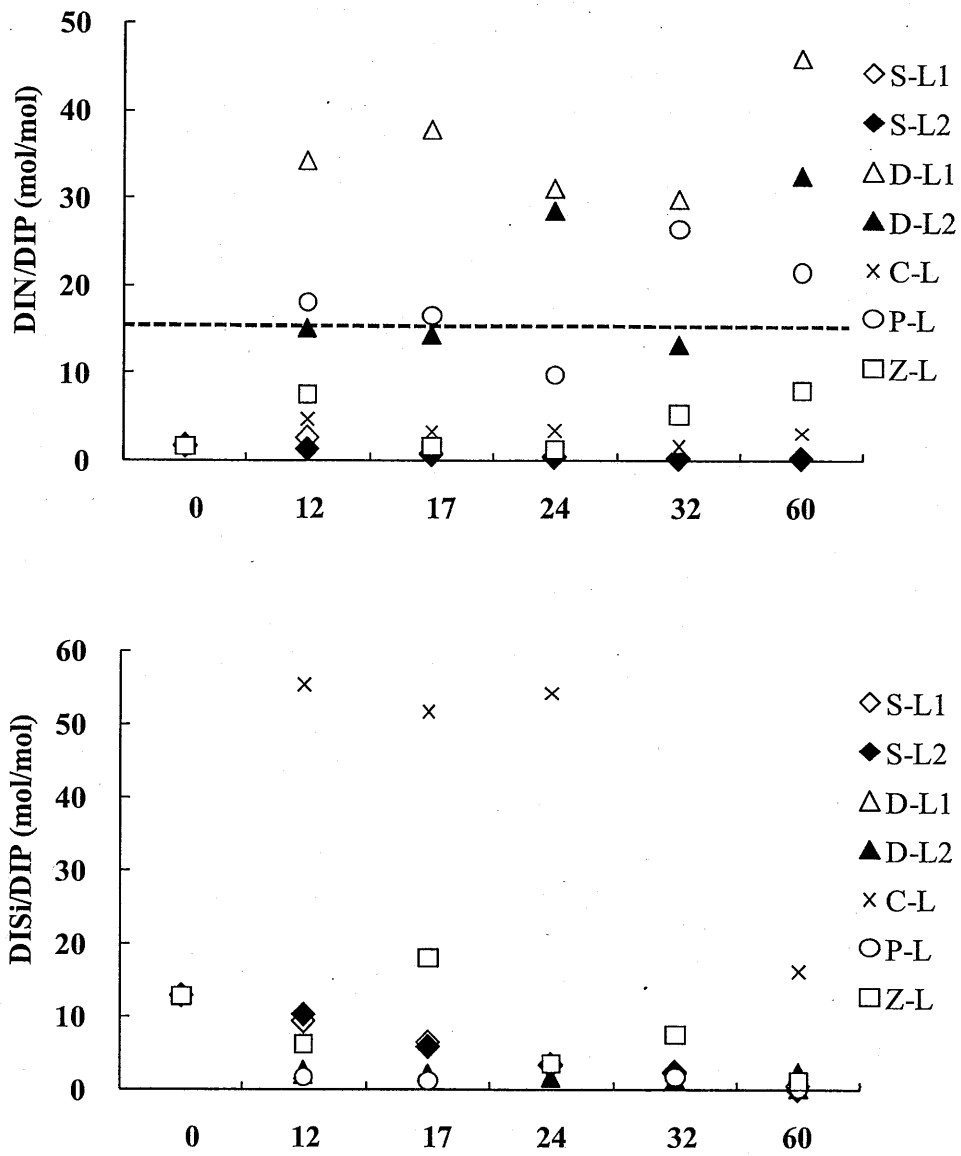 50
40
30
20
10
0
DIN/DIP (mol/mol)
0 12 17 24 32 60
S-L1
S-L2
D-L1
D-L2
C-L
P-L
Z-L
60
50
40
30
20
10
0
DISi/DIP (mol/mol)
0 12 17 24 32 60
S-L1
S-L2
D-L1
D-L2
C-L
P-L
Z-L